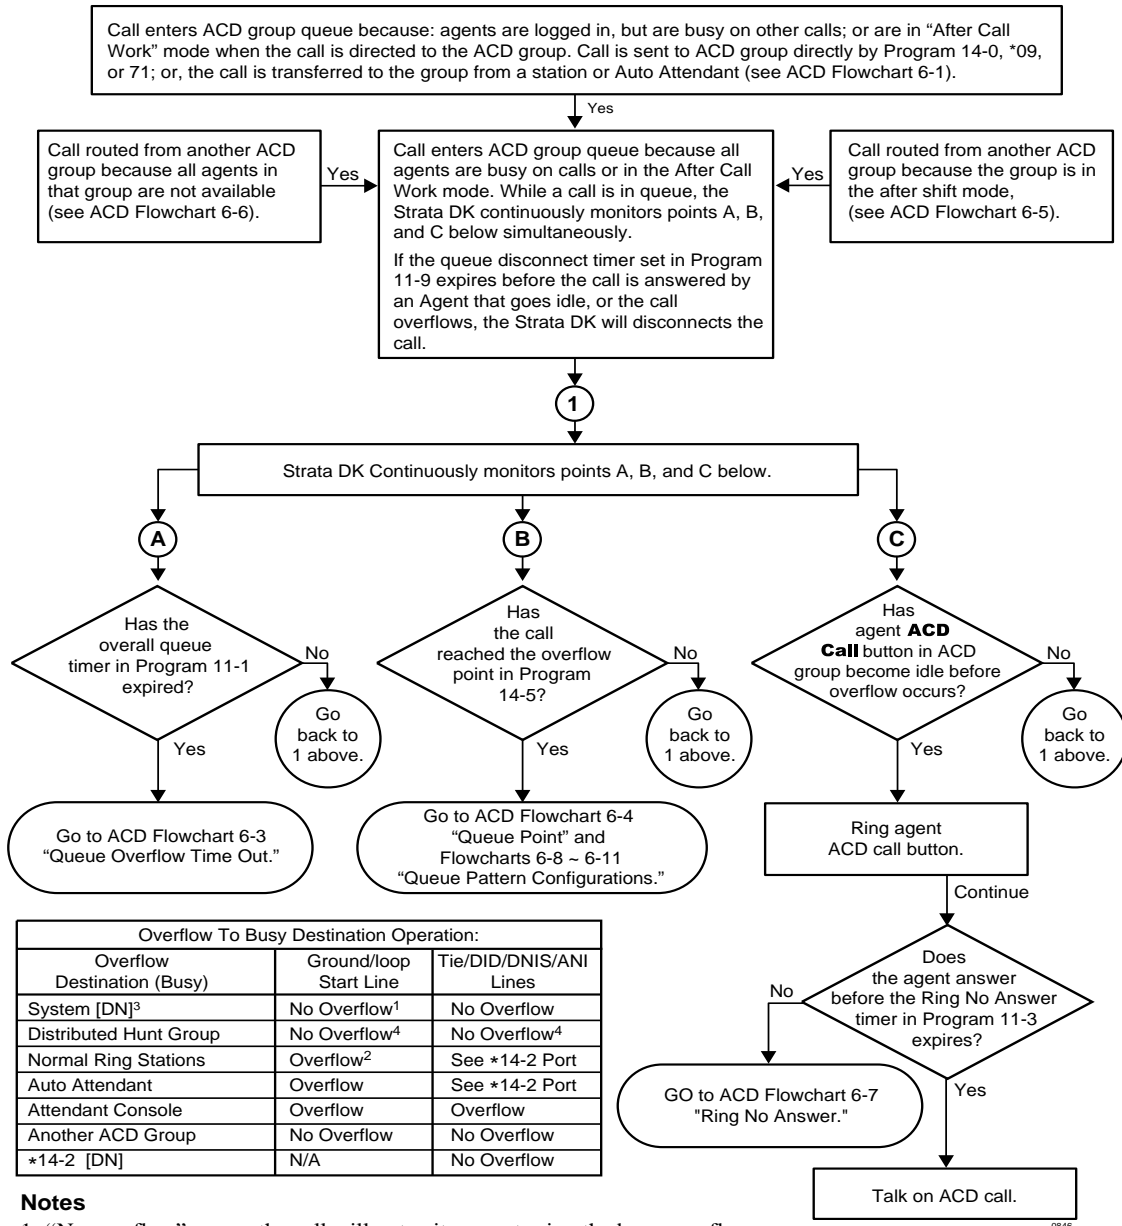 Call enters ACD group queue because: agents are logged in, but are busy on other calls; or are in “After Call
Work” mode when the call is directed to the ACD group. Call is sent to ACD group directly by Program 14-0, *09,
or 71; or, the call is transferred to the group from a station or Auto Attendant (see ACD Flowchart 6-1).
Yes
Call routed from another ACD
group because all agents in
that group are not available
(see ACD Flowchart 6-6).
Yes
Call enters ACD group queue because all
agents are busy on calls or in the After Call
Work mode. While a call is in queue, the
Strata DK continuously monitors points A, B,
and C below simultaneously.
If the queue disconnect timer set in Program
11-9 expires before the call is answered by
an Agent that goes idle, or the call
overflows, the Strata DK will disconnects the
call.
Yes
Call routed from another ACD
group because the group is in
the after shift mode,
(see ACD Flowchart 6-5).
1
Strata DK Continuously monitors points A, B, and C below.
A
B
C
Has the
overall queue
timer in Program 11-1
expired?
No
Go
back to
1 above.
Yes
Go to ACD Flowchart 6-3
“Queue Overflow Time Out.”
Has
the call
reached the overflow
point in Program
14-5?
No
Go
back to
1 above.
Yes
Go to ACD Flowchart 6-4
“Queue Point” and
Flowcharts 6-8 ~ 6-11
“Queue Pattern Configurations.”
Has
agent ACD
Call button in ACD
group become idle before
overflow occurs?
No
Go
back to
1 above.
Yes
Ring agent
ACD call button.
Continue
Does
the agent answer
before the Ring No Answer
timer in Program 11-3
expires?
No
GO to ACD Flowchart 6-7
"Ring No Answer."
Yes
Talk on ACD call.
Overflow To Busy Destination Operation:
Overflow Destination (Busy) Ground/loop Start Line Tie/DID/DNIS/ANI Lines
System [DN]3 No Overflow1 No Overflow
Distributed Hunt Group No Overflow4 No Overflow4
Normal Ring Stations Overflow2 See *14-2 Port
Auto Attendant Overflow See *14-2 Port
Attendant Console Overflow Overflow
Another ACD Group No Overflow No Overflow
*14-2 [DN] N/A No Overflow
Notes